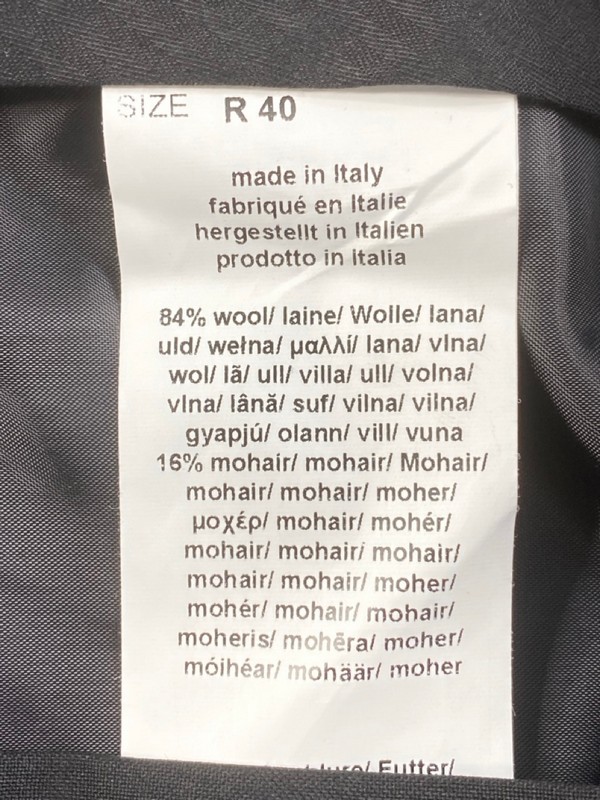 SIZE R 40
made in Italy
fabriqué en Italie
hergestellt in Italien
prodotto in Italia
84% wool/ laine/ Wolle/ lana/
uld/ wełna/ μαλλί/ lana/ vlna/
wol/ lã/ ull/ villa/ ull/ volna/
vlna/ lână/ suf/ vilna/ vilna/
gyapjú/ olann/ vill/ vuna
16% mohair/ mohair/ Mohair/
mohair/ mohair/ moher/
μοχέρ/ mohair/ mohér/
mohair/ mohair/ mohair/
mohair/ mohair/ moher/
mohér/ mohair/ mohair/
moheris/ mohēra/ moher/
móihéar/ mohäär/ moher
Futter/